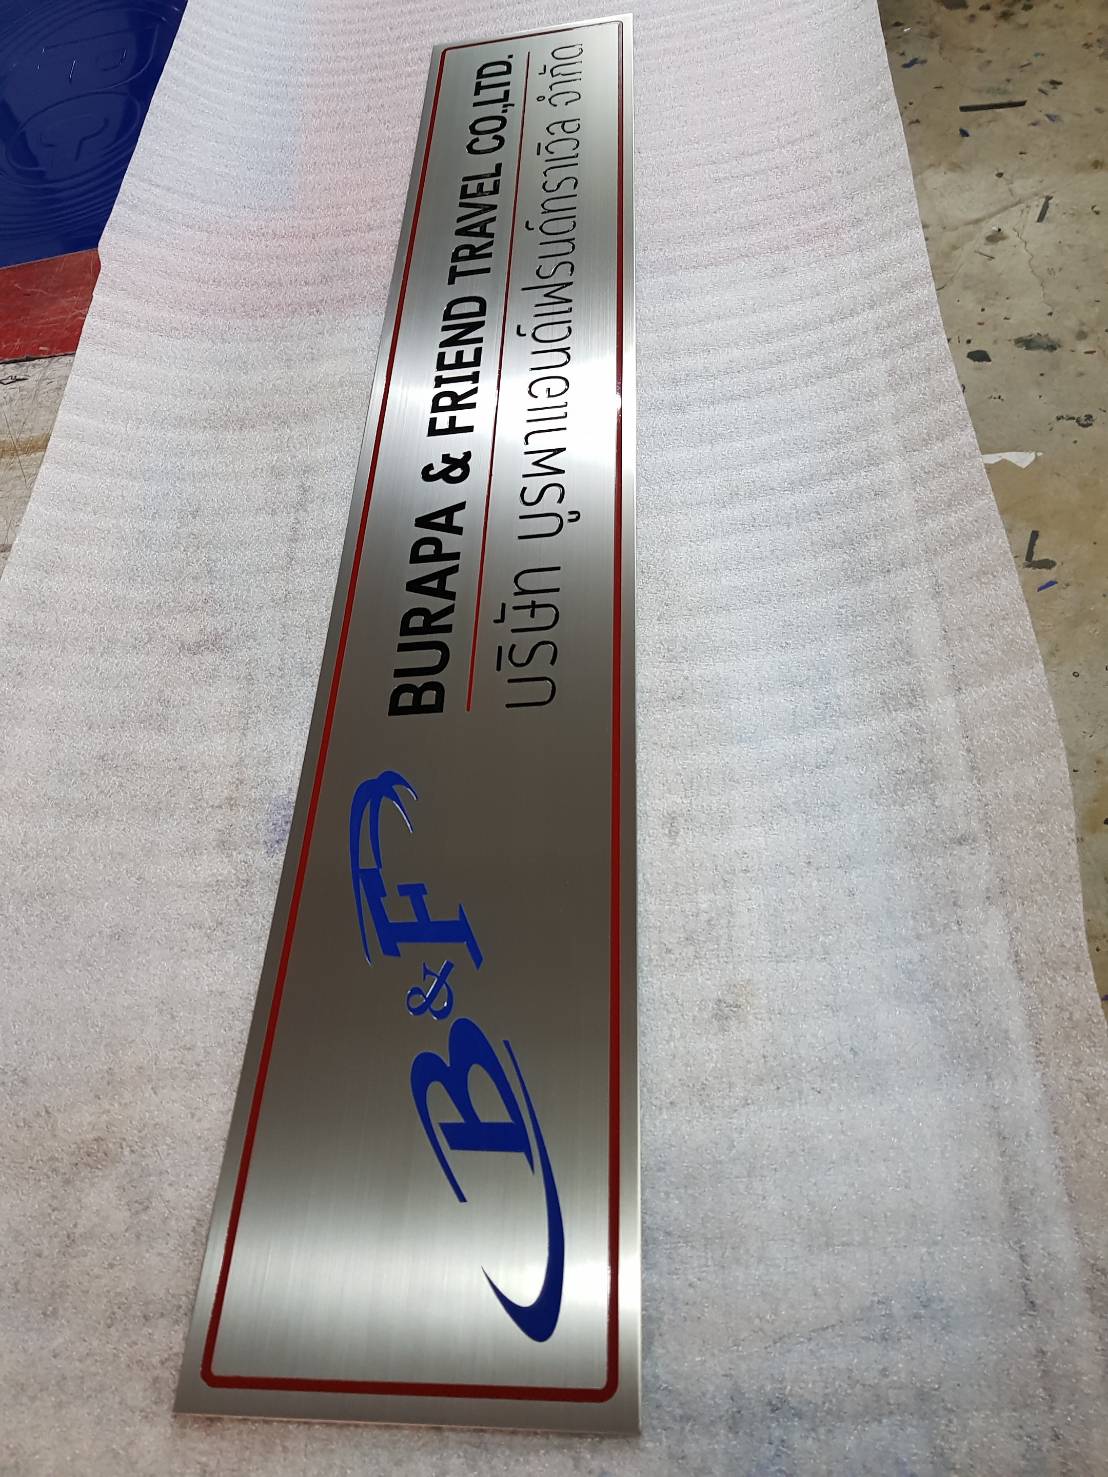 B&F
BURAPA & FRIEND TRAVEL CO.,LTD.
บริษัท บูรพาแอนด์เฟรนด์ทราเวิล จำกัด